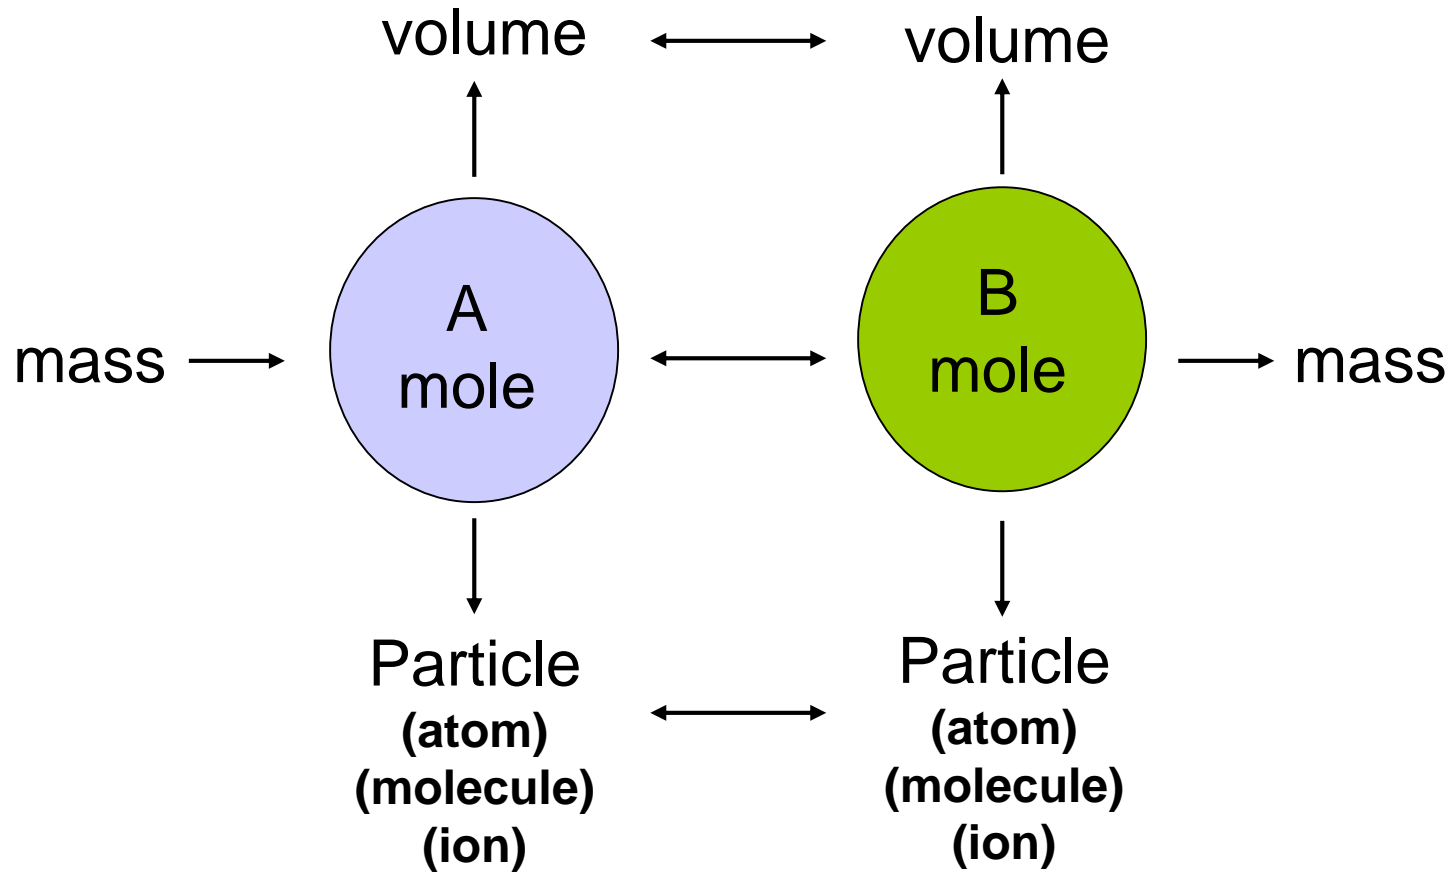 volume
volume
A
mole
B
mole
mass
mass
Particle
(atom)
(molecule)
(ion)
Particle
(atom)
(molecule)
(ion)